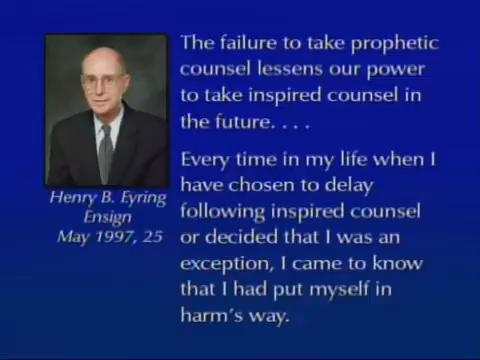 The failure to take prophetic
counsel lessens our power
to take inspired counsel in
the future. . . .
Every time in my life when I
have chosen to delay
following inspired counsel
or decided that I was an
exception, I came to know
that I had put myself in
harm's way.
Henry B. Eyring
Ensign
May 1997, 25